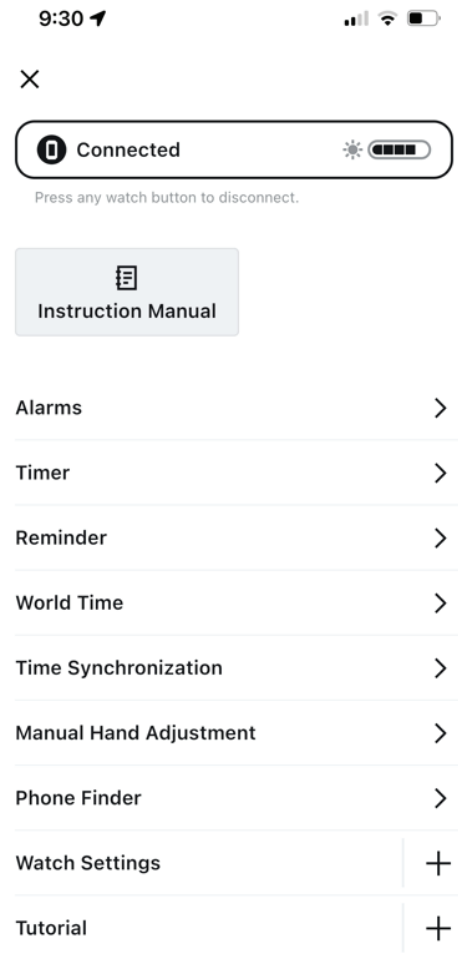 9:30
Connected
Press any watch button to disconnect.
Instruction Manual
Alarms
Timer
Reminder
World Time
Time Synchronization
Manual Hand Adjustment
Phone Finder
Watch Settings
Tutorial